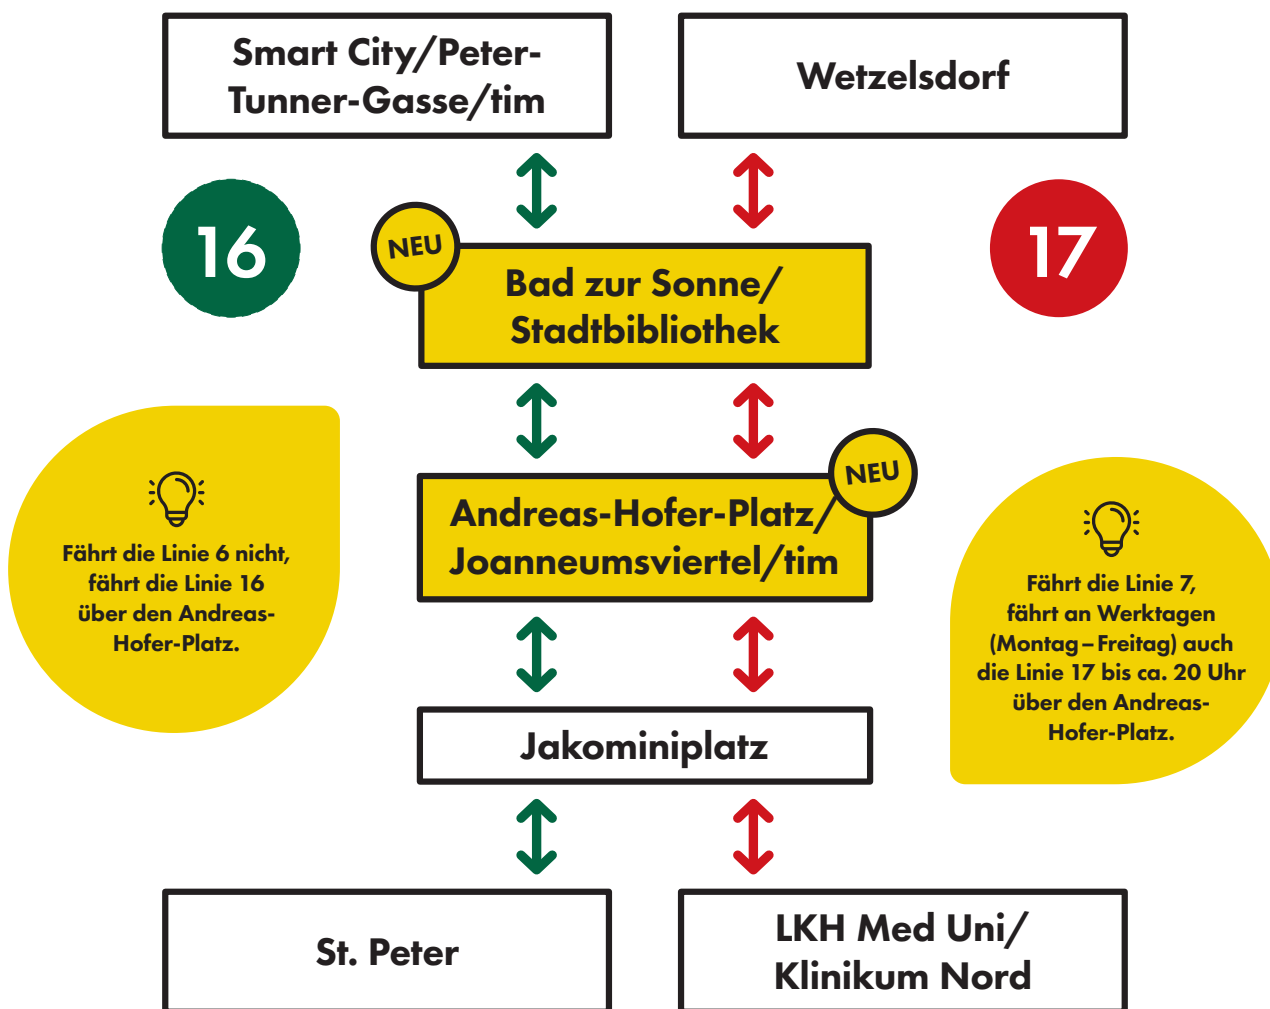 Smart City/Peter-
Tunner-Gasse/tim
Wetzelsdorf
16
17
NEU
Bad zur Sonne/
Stadtbibliothek
NEU
Andreas-Hofer-Platz/
Joanneumsviertel/tim
Fährt die Linie 6 nicht,
fährt die Linie 16
über den Andreas-
Hofer-Platz.
Fährt die Linie 7,
fährt an Werktagen
(Montag – Freitag) auch
die Linie 17 bis ca. 20 Uhr
über den Andreas-
Hofer-Platz.
Jakominiplatz
St. Peter
LKH Med Uni/
Klinikum Nord